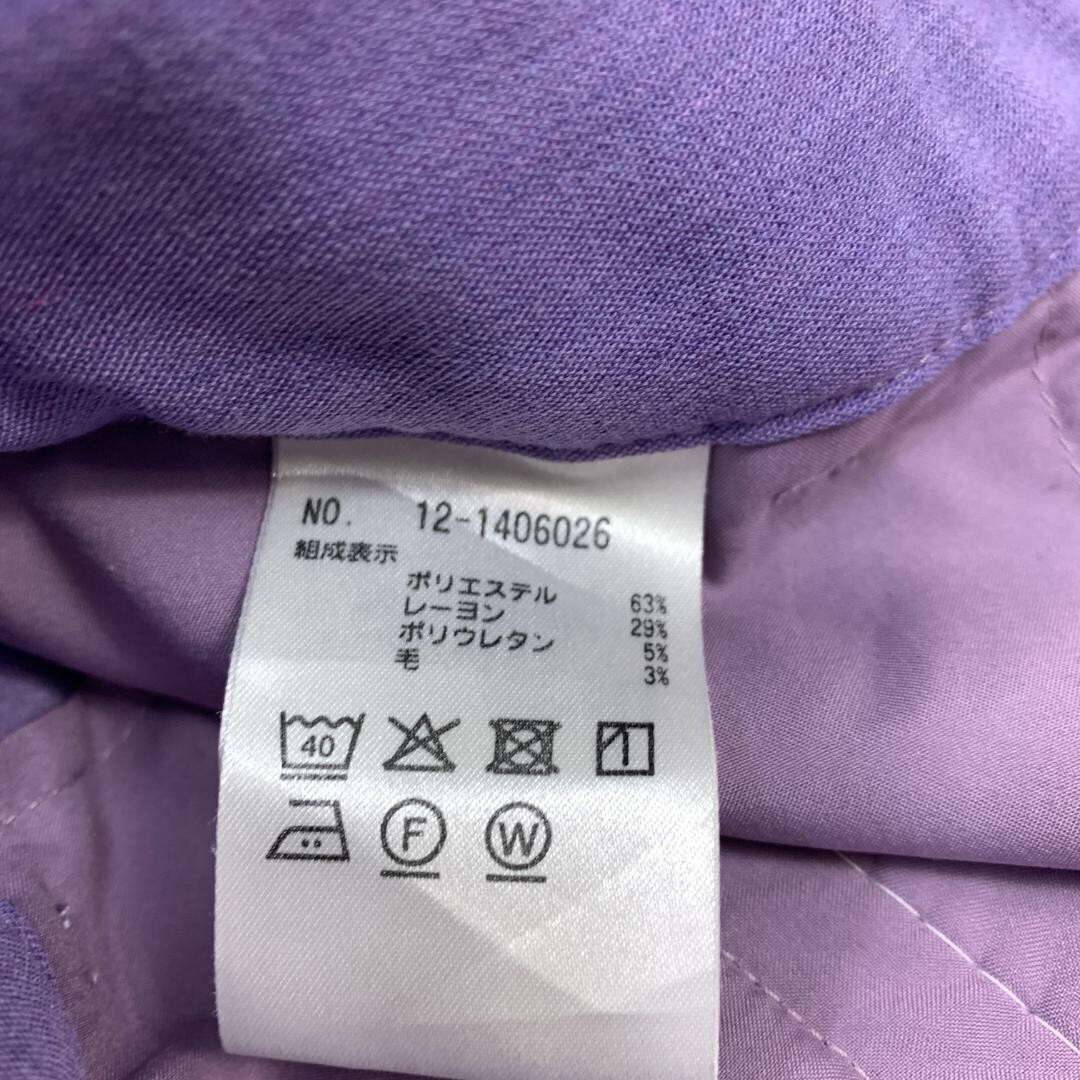 NO. 12-1406026
組成表示
ポリエステル 63%
レーヨン 29%
ポリウレタン 5%
毛 3%
40
F W